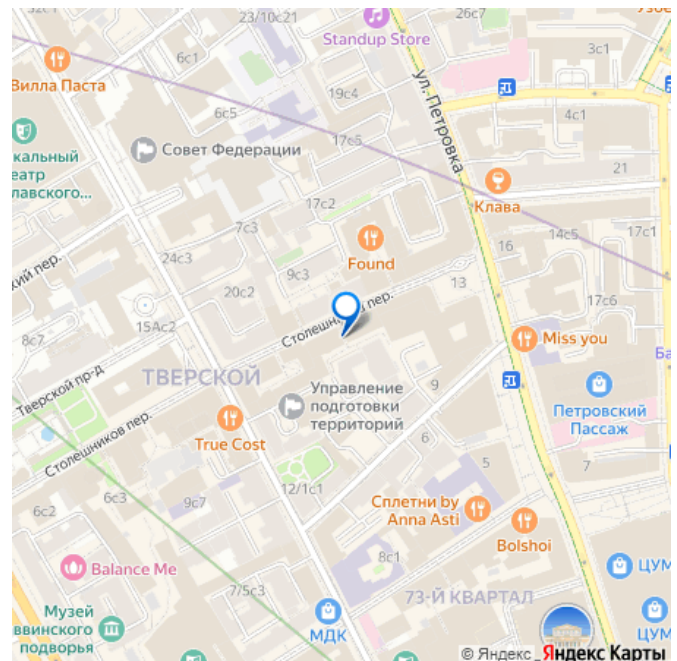 23/10с21
26с7
Узбе
Standup Store
6с1
3с1
Вилла Паста
19с4
ул. Петровка
6с5
4с1
17с5
Совет Федерации
кальный
еатр
лавского...
21
Клава
17с2
7с3
16
14с5
17с1
24с3
Found
кий пер.
9с3
13
20с2
17с6
15Ас2
Столешников пер.
8с7
Miss you
Ба
Тверской пр-д
ТВЕРСКОЙ
Управление
подготовки
территорий
9
Петровский
Пассаж
Столешников пер.
True Cost
6
5
7
12/1с1
6с2
6с3
9с7
Сплетни by
Anna Asti
Bolshoi
8с1
Balance Me
ЦУМ
7/5с3
73-Й КВАРТАЛ
Музей
ввинского
подворья
МДК
ЦУМ
© Яндекс
Яндекс Карты